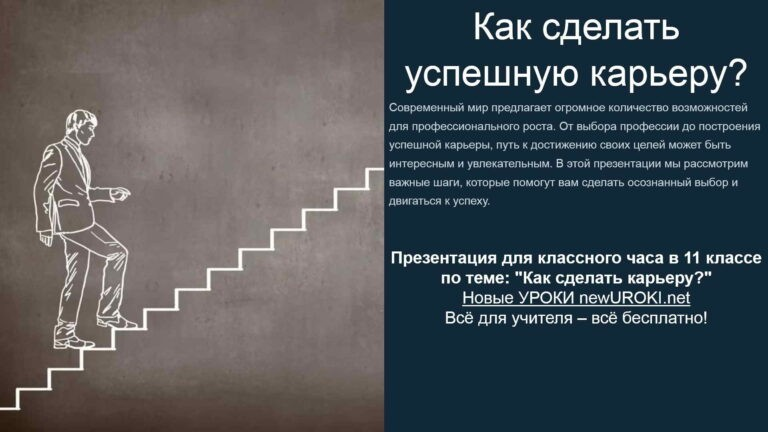 Как сделать
успешную карьеру?
Современный мир предлагает огромное количество возможностей
для профессионального роста. От выбора профессии до построения
успешной карьеры, путь к достижению своих целей может быть
интересным и увлекательным. В этой презентации мы рассмотрим
важные шаги, которые помогут вам сделать осознанный выбор и
двигаться к успеху.
Презентация для классного часа в 11 классе
по теме: "Как сделать карьеру?"
Новые УРОКИ newUROKI.net
Всё для учителя – всё бесплатно!